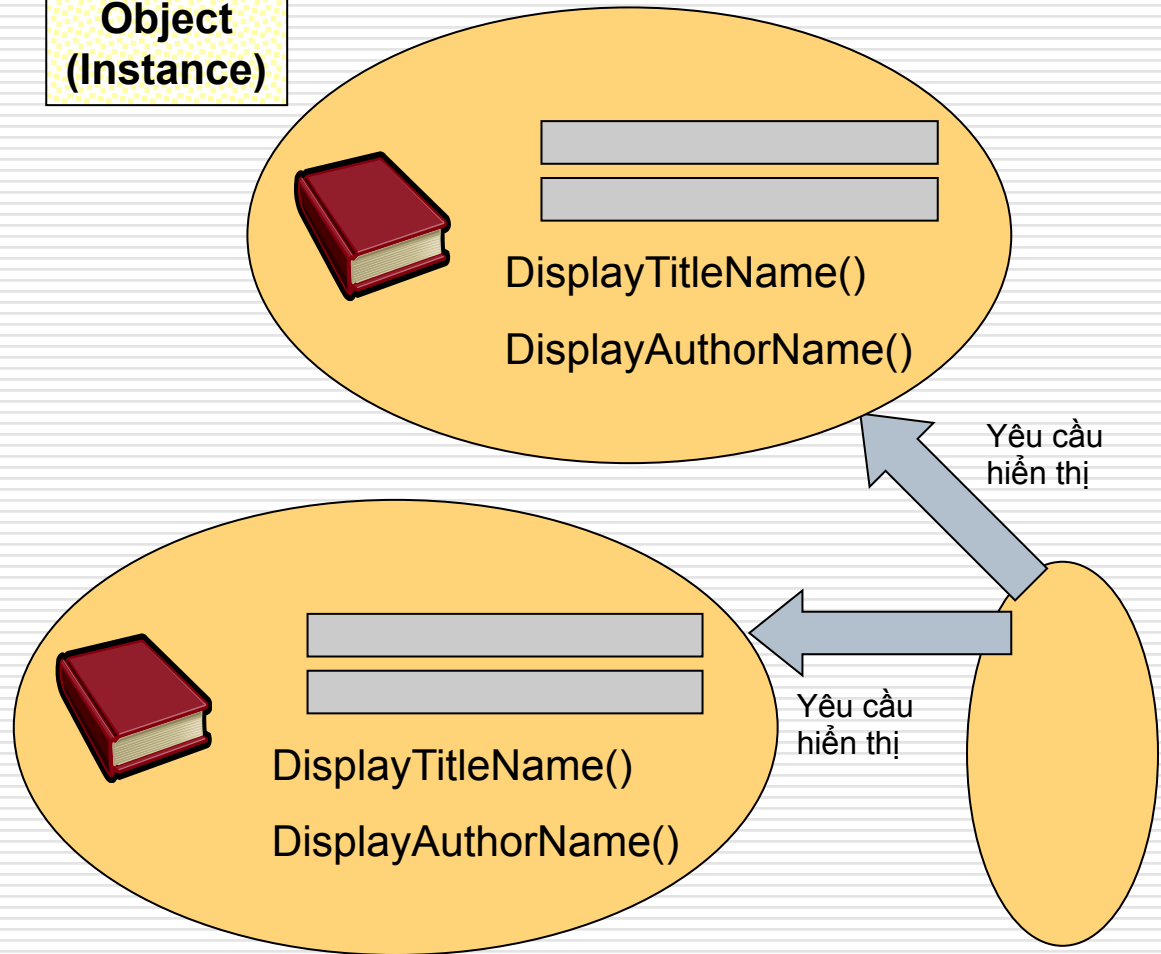 Object
(Instance)
DisplayTitleName()
DisplayAuthorName()
Yêu cầu
hiển thị
DisplayTitleName()
DisplayAuthorName()
Yêu cầu
hiển thị